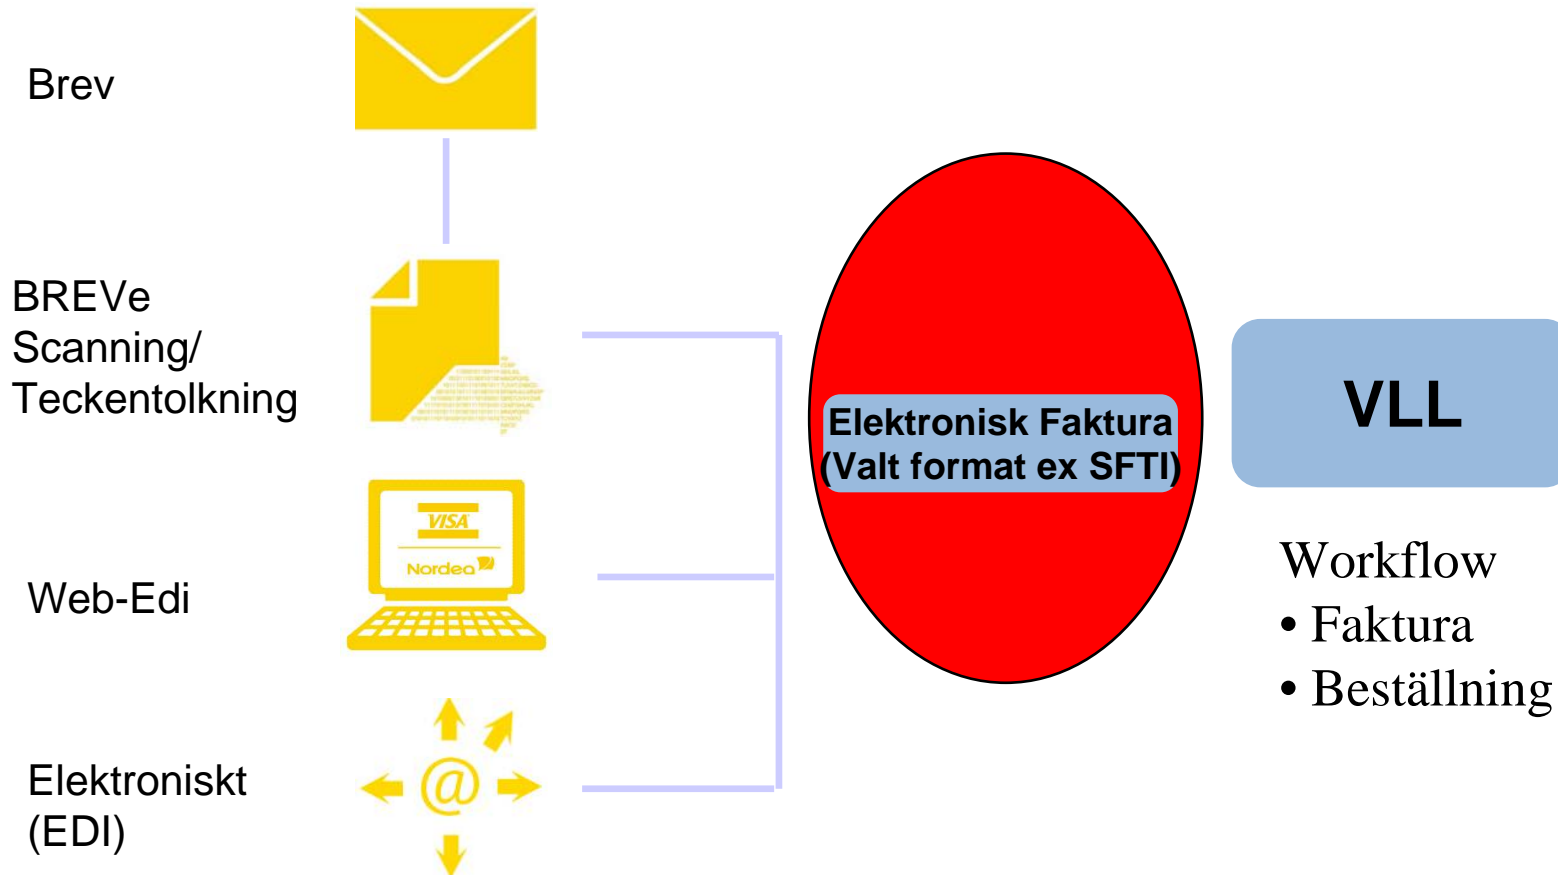 Brev
BREVe
Scanning/
Teckentolkning
VISA
Nordea
Web-Edi
@
Elektroniskt
(EDI)
Elektronisk Faktura
(Valt format ex SFTI)
VLL
Workflow
• Faktura
• Beställning